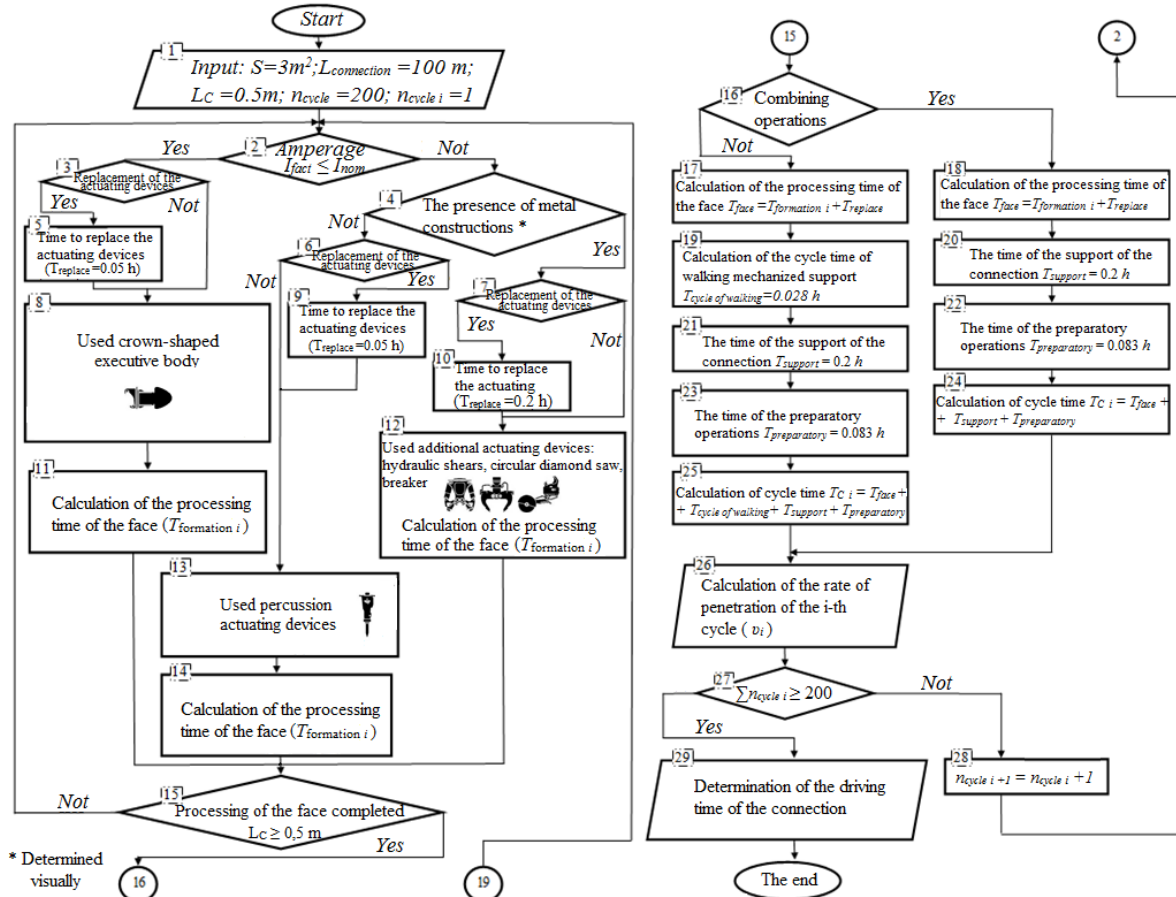 Start
1
Input: S=3m²; Lconnection =100 m;
LC =0.5m; ncycle =200; ncycle i =1
2
Amperage
Ifact ≤ Inom
Yes
Not
3
Replacement of the
actuating devices
Yes
Not
4
The presence of metal
constructions *
Not
Yes
5
Time to replace the
actuating devices
(Treplace=0.05 h)
6
Replacement of the
actuating devices
Not
Yes
7
Replacement of the
actuating devices
Yes
Not
8
Used crown-shaped
executive body
9
Time to replace the
actuating devices
(Treplace=0.05 h)
10
Time to replace
the actuating
(Treplace=0.2 h)
11
Calculation of the processing
time of the face (Tformation i)
12
Used additional actuating devices:
hydraulic shears, circular diamond saw,
breaker
Calculation of the processing
time of the face (Tformation i)
13
Used percussion
actuating devices
14
Calculation of the processing
time of the face (Tformation i)
15
Processing of the face completed
LC ≥ 0,5 m
Not
Yes
* Determined
visually
16
19
15
2
16
Combining
operations
Yes
Not
17
Calculation of the processing time of
the face Tface=Tformation i+Treplace
18
Calculation of the processing time of
the face Tface=Tformation i+Treplace
19
Calculation of the cycle time of
walking mechanized support
Tcycle of walking=0.028 h
20
The time of the support of the
connection Tsupport = 0.2 h
21
The time of the support of the
connection Tsupport = 0.2 h
22
The time of the preparatory
operations Tpreparatory = 0.083 h
23
The time of the preparatory
operations Tpreparatory = 0.083 h
24
Calculation of cycle time TC i = Tface +
+ Tsupport + Tpreparatory
25
Calculation of cycle time TC i = Tface+
+ Tcycle of walking+ Tsupport + Tpreparatory
26
Calculation of the rate of
penetration of the i-th
cycle ( vi)
27
∑ncycle i ≥ 200
Not
Yes
28
ncycle i +1 = ncycle i +1
29
Determination of the driving
time of the connection
The end